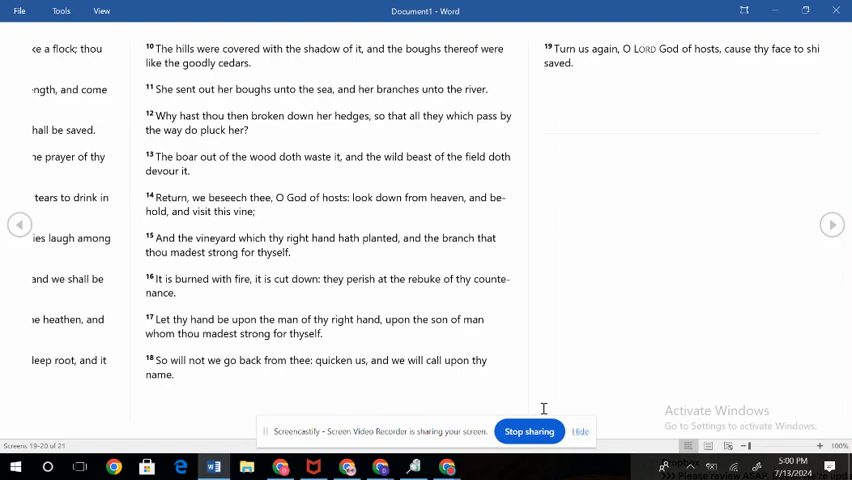 File Tools View Document1 - Word
ke a flock; thou
ength, and come
hall be saved.
he prayer of thy
tears to drink in
ies laugh among
and we shall be
he heathen, and
leep root, and it
10 The hills were covered with the shadow of it, and the boughs thereof were
like the goodly cedars.
11 She sent out her boughs unto the sea, and her branches unto the river.
12 Why hast thou then broken down her hedges, so that all they which pass by
the way do pluck her?
13 The boar out of the wood doth waste it, and the wild beast of the field doth
devour it.
14 Return, we beseech thee, O God of hosts: look down from heaven, and be-
hold, and visit this vine;
15 And the vineyard which thy right hand hath planted, and the branch that
thou madest strong for thyself.
16 It is burned with fire, it is cut down: they perish at the rebuke of thy counte-
nance.
17 Let thy hand be upon the man of thy right hand, upon the son of man
whom thou madest strong for thyself.
18 So will not we go back from thee: quicken us, and we will call upon thy
name.
19 Turn us again, O LORD God of hosts, cause thy face to shi
saved.
Screencastify - Screen Video Recorder is sharing your screen. Stop sharing Hide
Activate Windows
Go to Settings to activate Windows.
Screens 19-20 of 21
100%
5:00 PM
7/13/2024